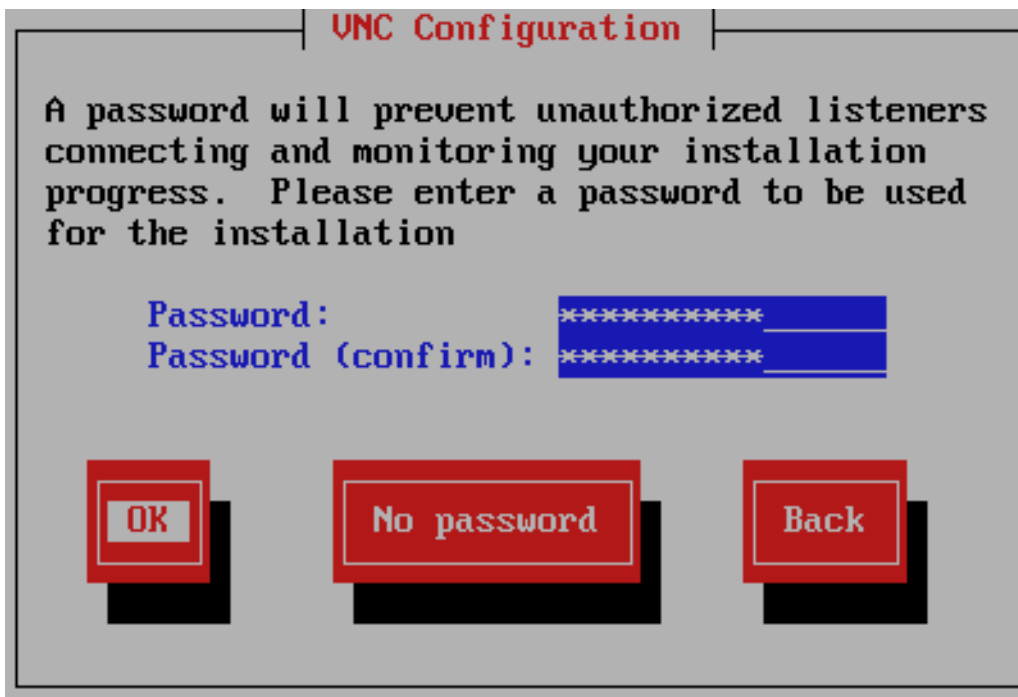 VNC Configuration
A password will prevent unauthorized listeners
connecting and monitoring your installation
progress.  Please enter a password to be used
for the installation
Password: **********
Password (confirm): **********
OK No password Back